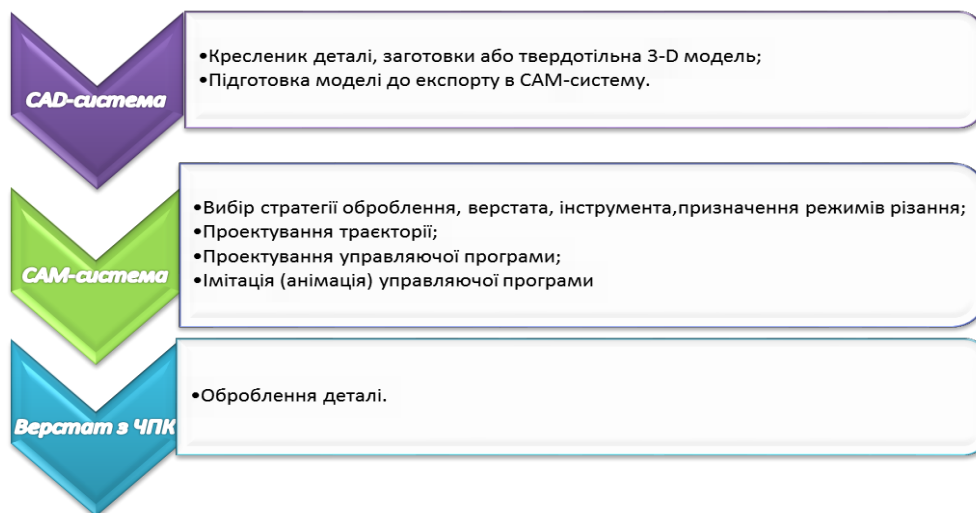 CAD-система
•Кресленик деталі, заготовки або твердотільна 3-D модель;
•Підготовка моделі до експорту в САМ-систему.
САМ-система
•Вибір стратегії оброблення, верстата, інструмента,призначення режимів різання;
•Проектування траєкторії;
•Проектування управляючої програми;
•Імітація (анімація) управляючої програми
Верстат з ЧПК
•Оброблення деталі.